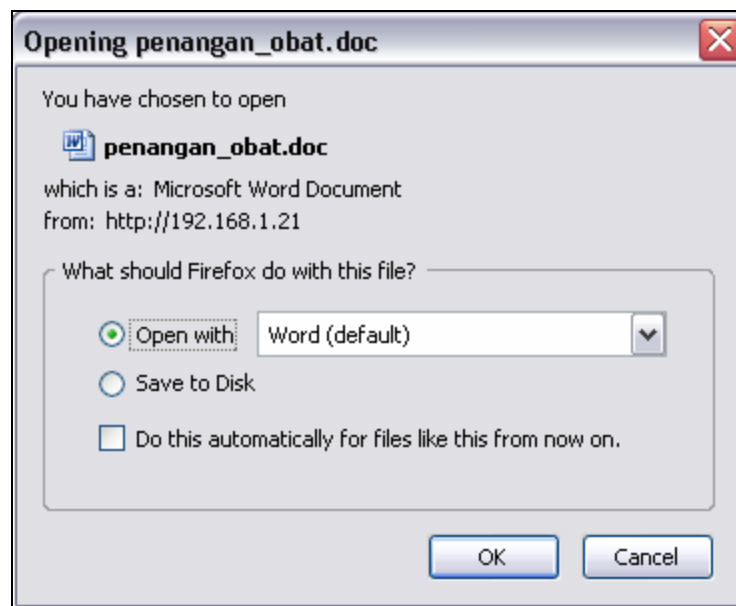 Opening penangan_obat.doc
You have chosen to open
penangan_obat.doc
which is a: Microsoft Word Document
from: http://192.168.1.21
What should Firefox do with this file?
Open with Word (default)
Save to Disk
Do this automatically for files like this from now on.
OK Cancel